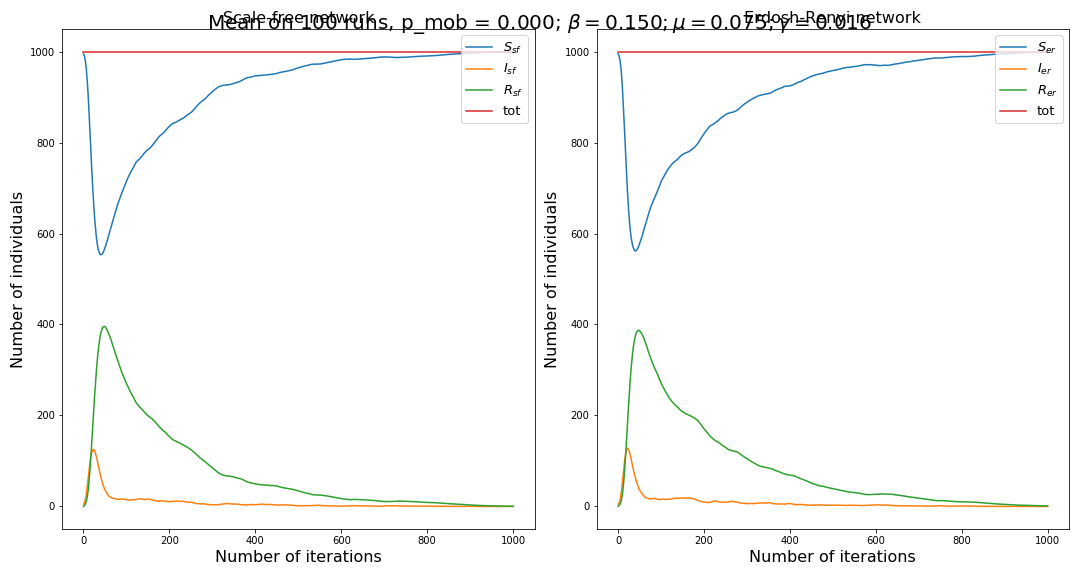 Mean on 100 runs, p_mob = 0.000; β = 0.150; μ = 0.075; γ = 0.016
Scale-free network
Erdosh-Renyi network
S_sf
I_sf
R_sf
tot
S_er
I_er
R_er
tot
Number of individuals
1000
800
600
400
200
0
0 200 400 600 800 1000
Number of iterations
Number of individuals
1000
800
600
400
200
0
0 200 400 600 800 1000
Number of iterations